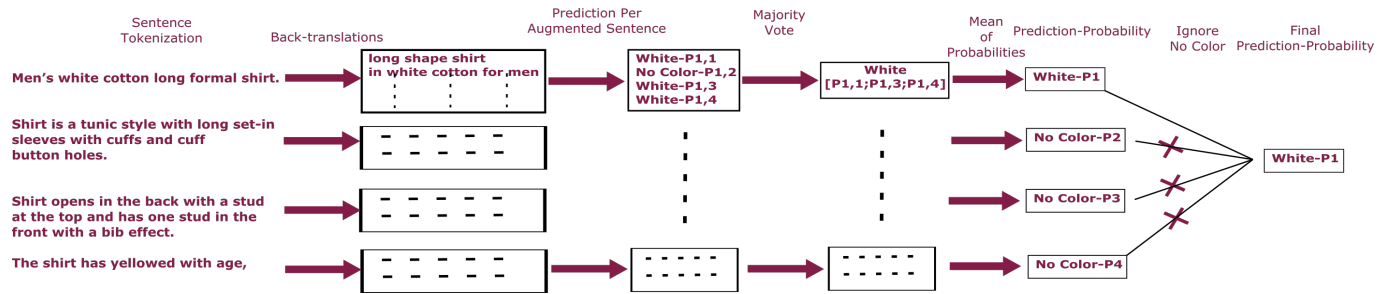 Sentence
Tokenization
Back-translations
Prediction Per
Augmented Sentence
Majority
Vote
Mean
of
Probabilities
Prediction-Probability
Ignore
No Color
Final
Prediction-Probability
Men's white cotton long formal shirt.
long shape shirt
in white cotton for men
White-P1,1
No Color-P1,2
White-P1,3
White-P1,4
White
[P1,1;P1,3;P1,4]
White-P1
Shirt is a tunic style with long set-in
sleeves with cuffs and cuff
button holes.
No Color-P2
White-P1
Shirt opens in the back with a stud
at the top and has one stud in the
front with a bib effect.
No Color-P3
The shirt has yellowed with age,
No Color-P4